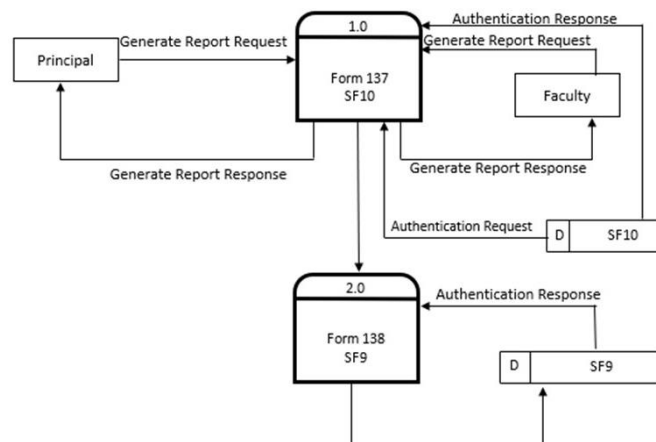 Authentication Response
1.0
Generate Report Request
Generate Report Request
Principal
Form 137
SF10
Faculty
Generate Report Response
Generate Report Response
Authentication Request
D
SF10
2.0
Authentication Response
Form 138
SF9
D
SF9